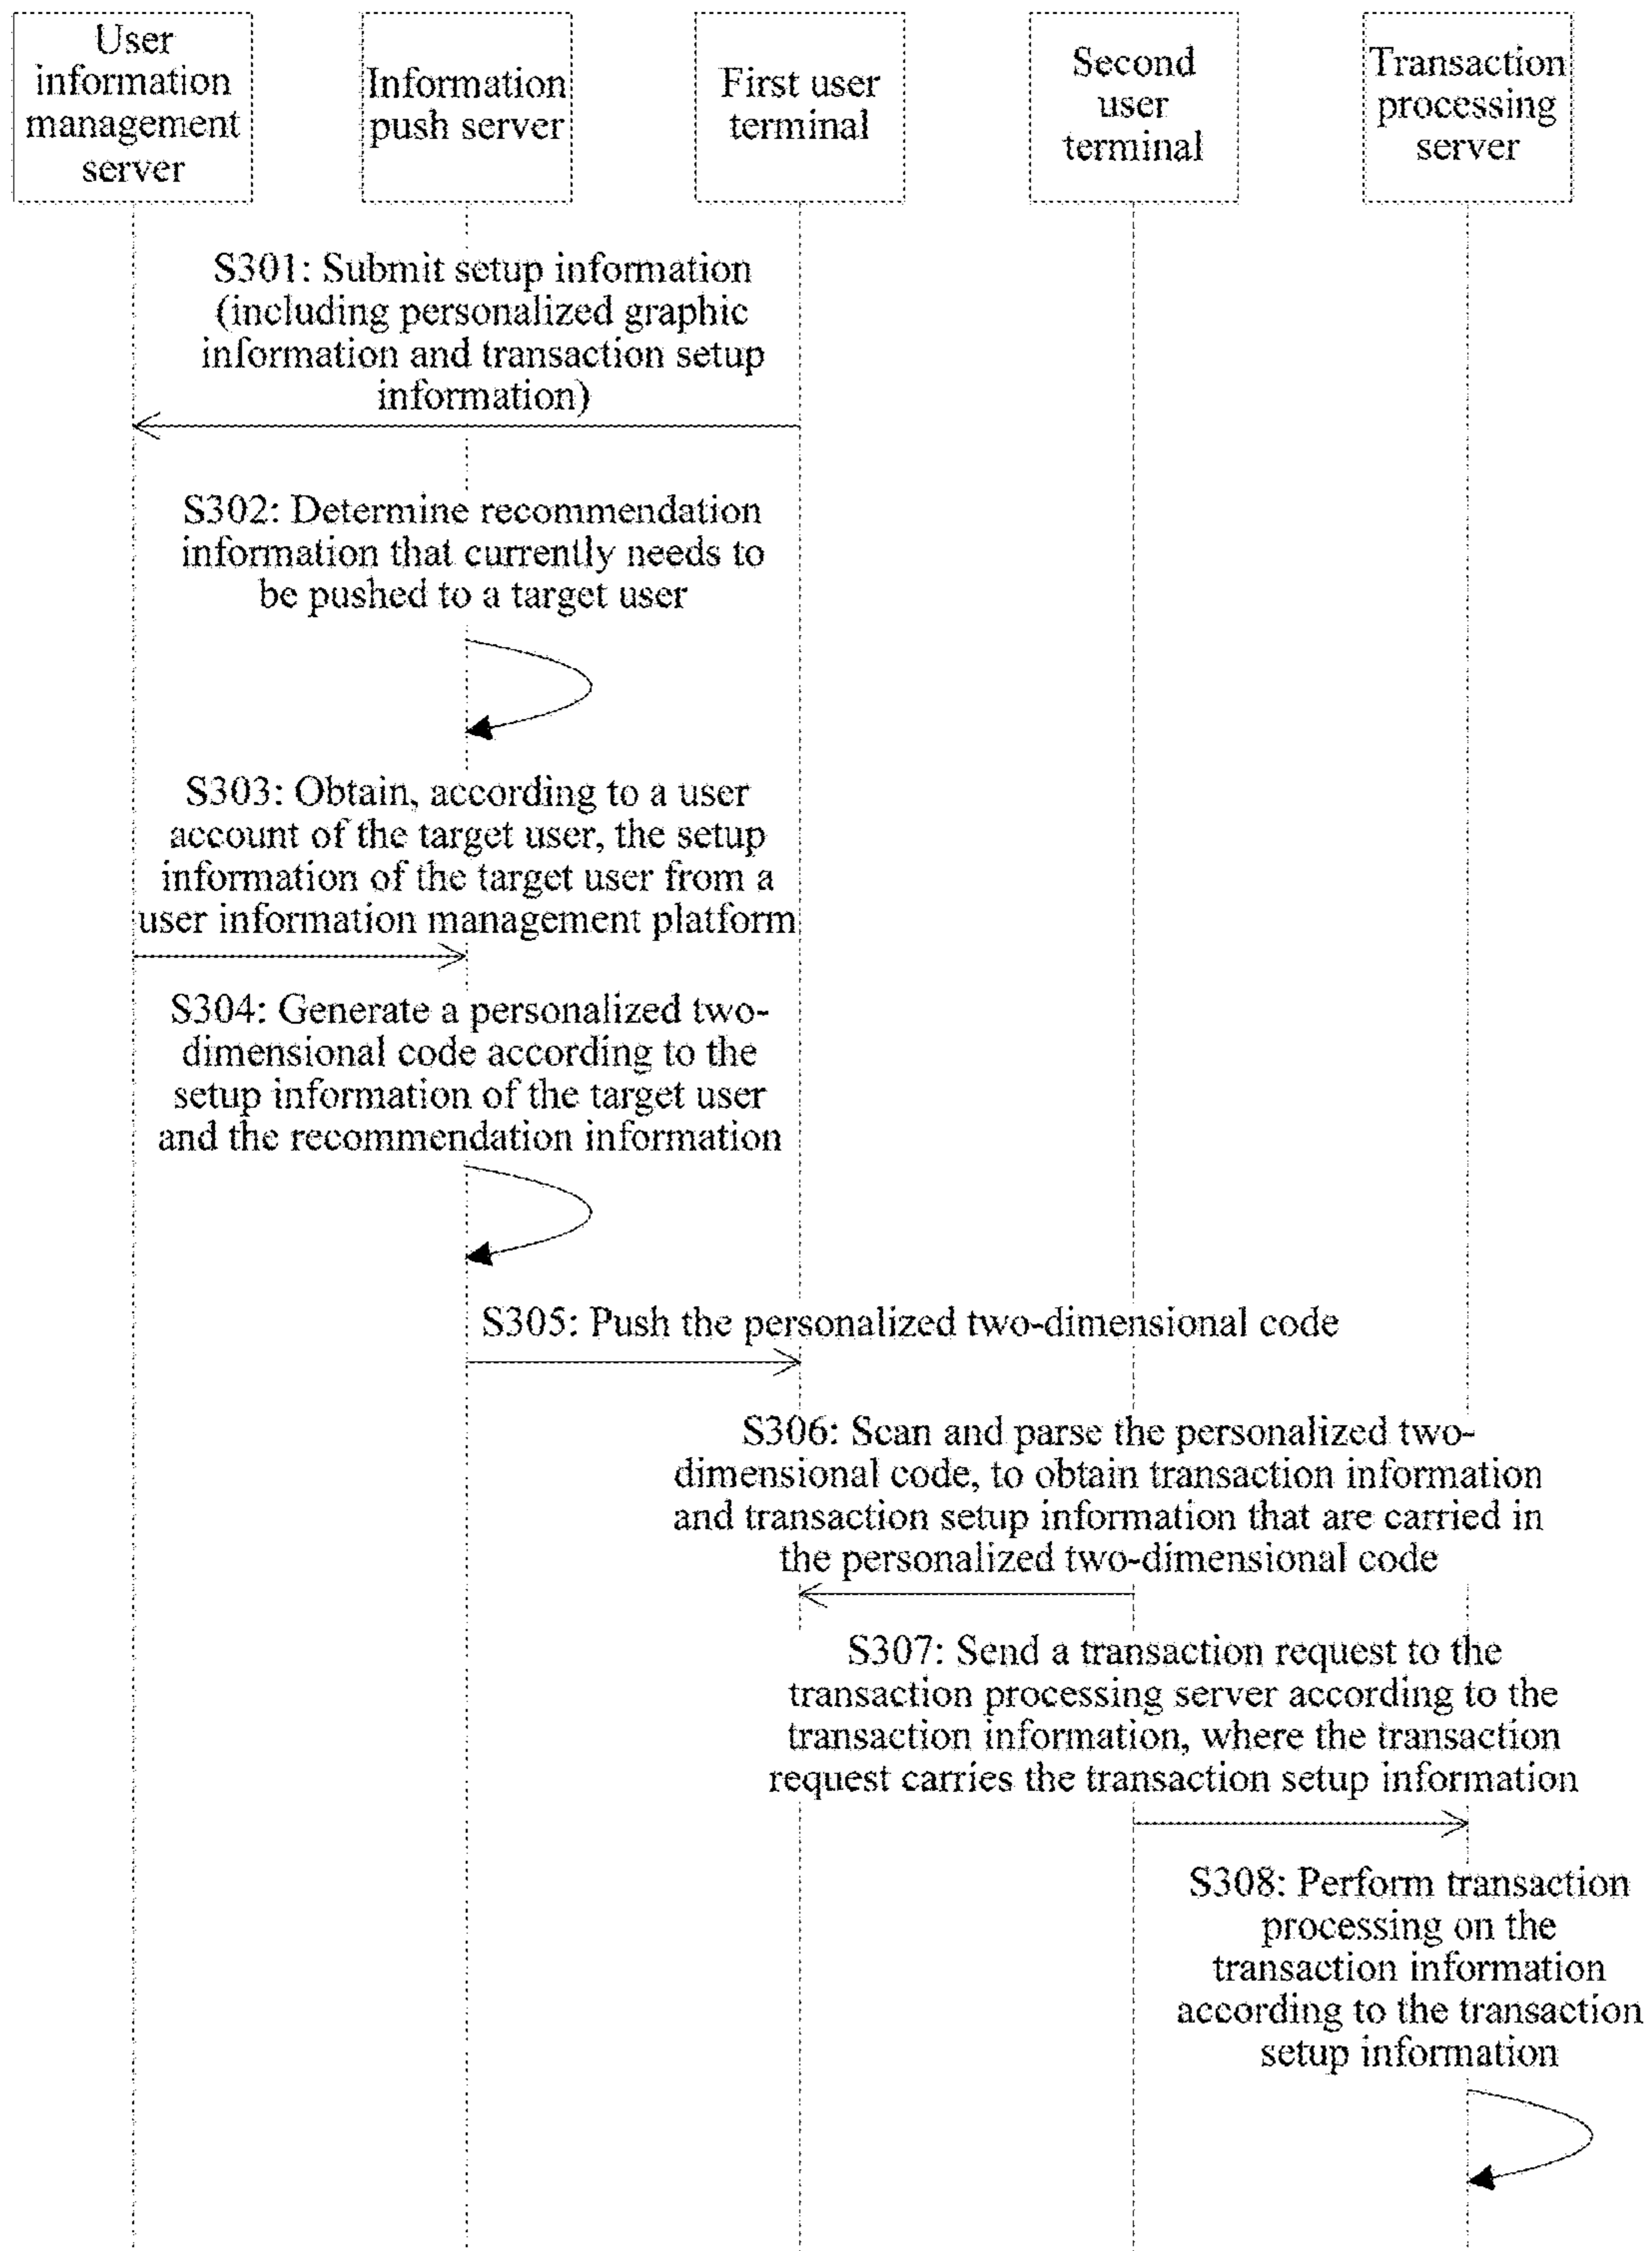 User
information
management
server
Information
push server
First user
terminal
Second
user
terminal
Transaction
processing
server
S301: Submit setup information
(including personalized graphic
information and transaction setup
information)
S302: Determine recommendation
information that currently needs to
be pushed to a target user
S303: Obtain, according to a user
account of the target user, the setup
information of the target user from a
user information management platform
S304: Generate a personalized two-
dimensional code according to the
setup information of the target user
and the recommendation information
S305: Push the personalized two-dimensional code
S306: Scan and parse the personalized two-
dimensional code, to obtain transaction information
and transaction setup information that are carried in
the personalized two-dimensional code
S307: Send a transaction request to the
transaction processing server according to the
transaction information, where the transaction
request carries the transaction setup information
S308: Perform transaction
processing on the
transaction information
according to the transaction
setup information